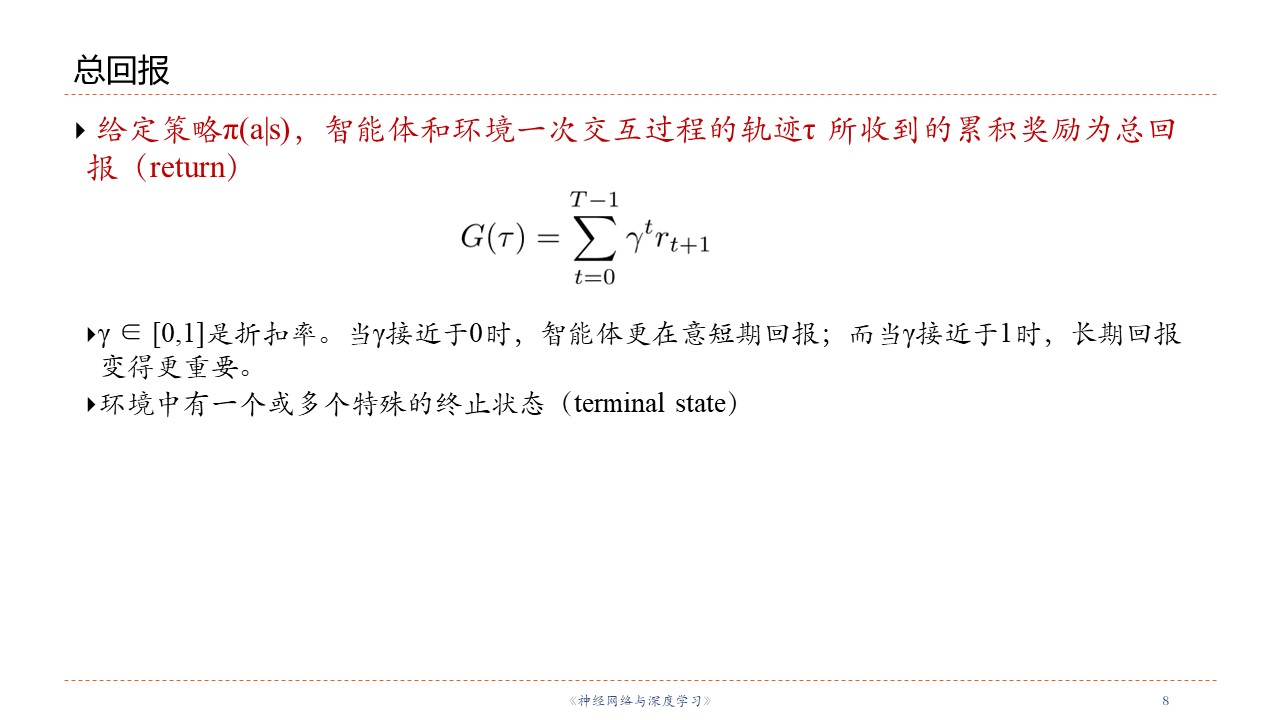 总回报
给定策略π(a|s)，智能体和环境一次交互过程的轨迹τ 所收到的累积奖励为总回
报（return）
G(τ) = ∑_{t=0}^{T−1} γ^t r_{t+1}
γ ∈ [0,1]是折扣率。当γ接近于0时，智能体更在意短期回报；而当γ接近于1时，长期回报
变得更重要。
环境中有一个或多个特殊的终止状态（terminal state）
《神经网络与深度学习》
8